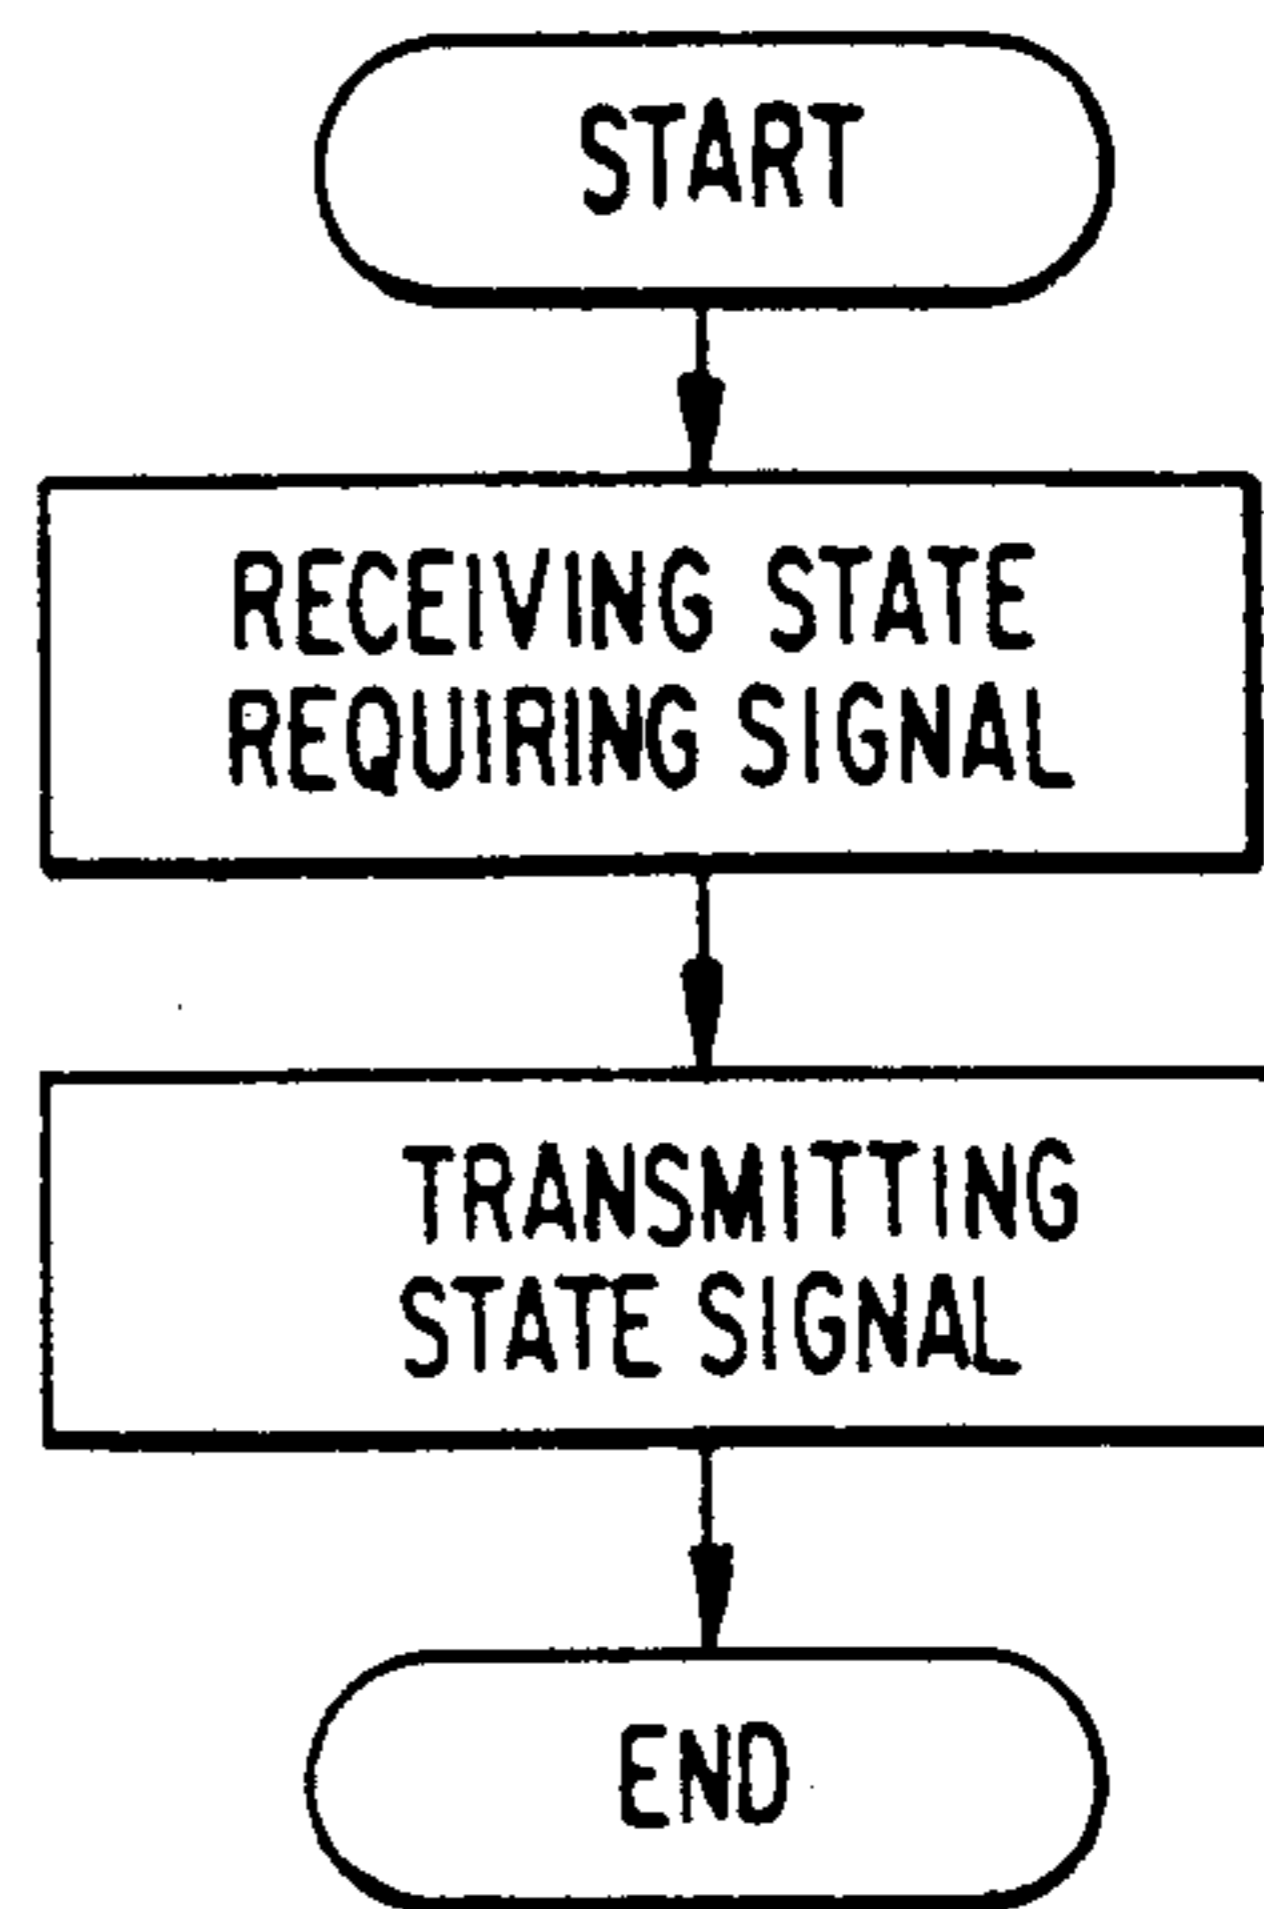 START
RECEIVING STATE
REQUIRING SIGNAL
TRANSMITTING
STATE SIGNAL
END